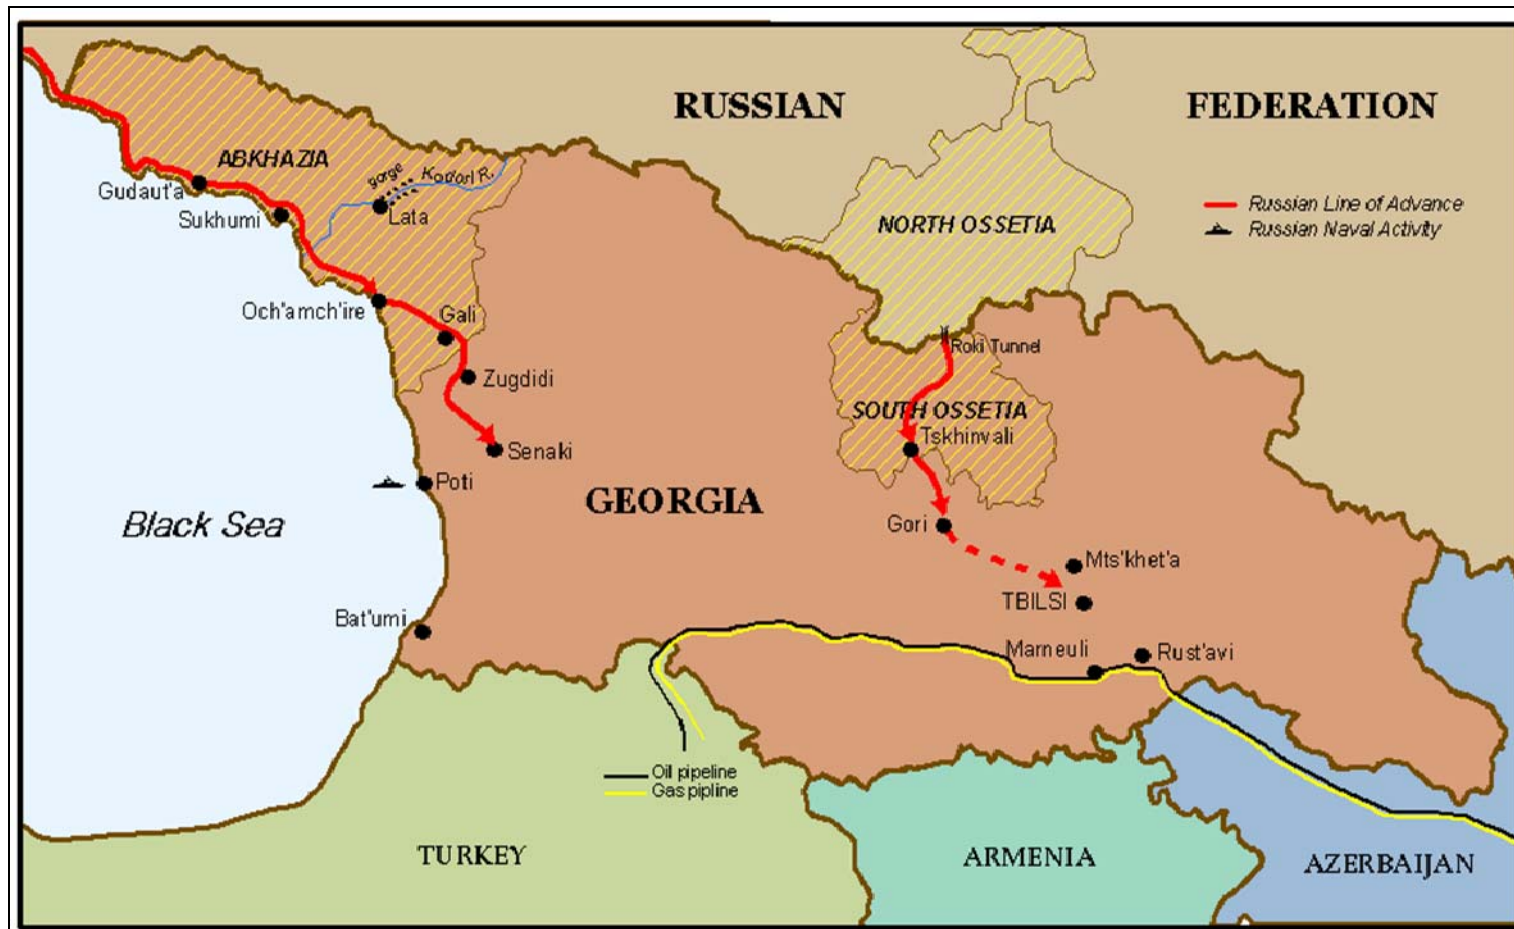 RUSSIAN
FEDERATION
ABKHAZIA
gorge
Kodori R.
Gudaut'a
Sukhumi
Lata
NORTH OSSETIA
Russian Line of Advance
Russian Naval Activity
Och'amch'ire
Gali
Roki Tunnel
Zugdidi
SOUTH OSSETIA
Tskhinvali
Senaki
Poti
GEORGIA
Black Sea
Gori
Mts'khet'a
TBILSI
Bat'umi
Marneuli
Rust'avi
Oil pipeline
Gas pipline
TURKEY
ARMENIA
AZERBAIJAN